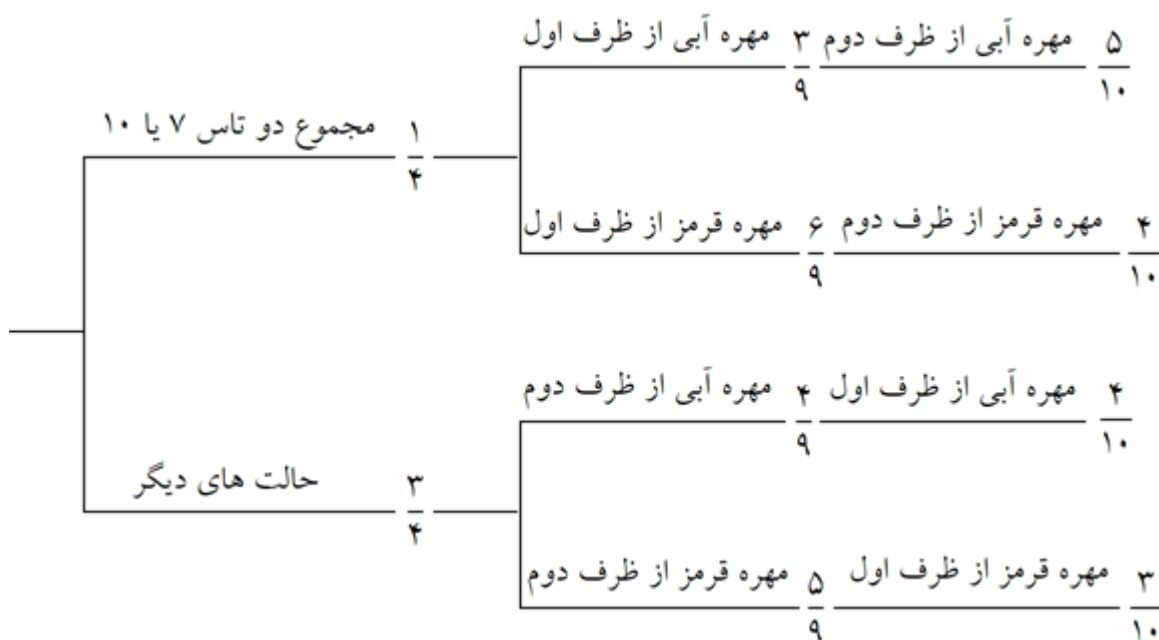 مهره آبی از ظرف اول ۳/۹ مهره آبی از ظرف دوم ۵/۱۰
مجموع دو تاس ۷ یا ۱۰ ۱/۴
مهره قرمز از ظرف اول ۶/۹ مهره قرمز از ظرف دوم ۴/۱۰
مهره آبی از ظرف دوم ۴/۹ مهره آبی از ظرف اول ۴/۱۰
حالت های دیگر ۳/۴
مهره قرمز از ظرف دوم ۵/۹ مهره قرمز از ظرف اول ۳/۱۰